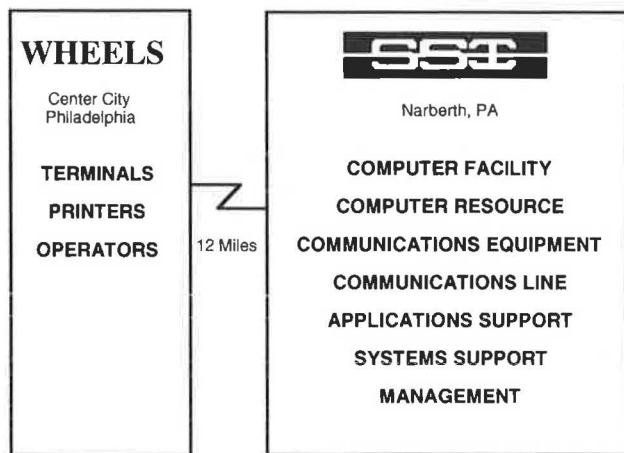 WHEELS
Center City
Philadelphia
TERMINALS
PRINTERS
OPERATORS
12 Miles
SSI
Narberth, PA
COMPUTER FACILITY
COMPUTER RESOURCE
COMMUNICATIONS EQUIPMENT
COMMUNICATIONS LINE
APPLICATIONS SUPPORT
SYSTEMS SUPPORT
MANAGEMENT